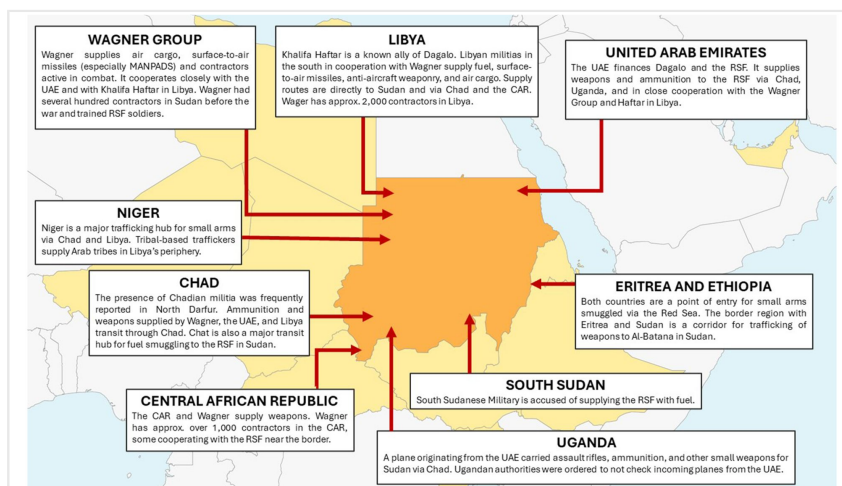 WAGNER GROUP
Wagner supplies air cargo, surface-to-air
missiles (especially MANPADS) and contractors
active in combat. It cooperates closely with the
UAE and with Khalifa Haftar in Libya. Wagner had
several hundred contractors in Sudan before the
war and trained RSF soldiers.
LIBYA
Khalifa Haftar is a known ally of Dagalo. Libyan militias in
the south in cooperation with Wagner supply fuel, surface-
to-air missiles, anti-aircraft weaponry, and air cargo. Supply
routes are directly to Sudan and via Chad and the CAR.
Wager has approx. 2,000 contractors in Libya.
UNITED ARAB EMIRATES
The UAE finances Dagalo and the RSF. It supplies
weapons and ammunition to the RSF via Chad,
Uganda, and in close cooperation with the Wagner
Group and Haftar in Libya.
NIGER
Niger is a major trafficking hub for small arms
via Chad and Libya. Tribal-based traffickers
supply Arab tribes in Libya's periphery.
CHAD
The presence of Chadian militia was frequently
reported in North Darfur. Ammunition and
weapons supplied by Wagner, the UAE, and Libya
transit through Chad. Chat is also a major transit
hub for fuel smuggling to the RSF in Sudan.
ERITREA AND ETHIOPIA
Both countries are a point of entry for small arms
smuggled via the Red Sea. The border region with
Eritrea and Sudan is a corridor for trafficking of
weapons to Al-Batana in Sudan.
CENTRAL AFRICAN REPUBLIC
The CAR and Wagner supply weapons. Wagner
has approx. over 1,000 contractors in the CAR,
some cooperating with the RSF near the border.
SOUTH SUDAN
South Sudanese Military is accused of supplying the RSF with fuel.
UGANDA
A plane originating from the UAE carried assault rifles, ammunition, and other small weapons for
Sudan via Chad. Ugandan authorities were ordered to not check incoming planes from the UAE.